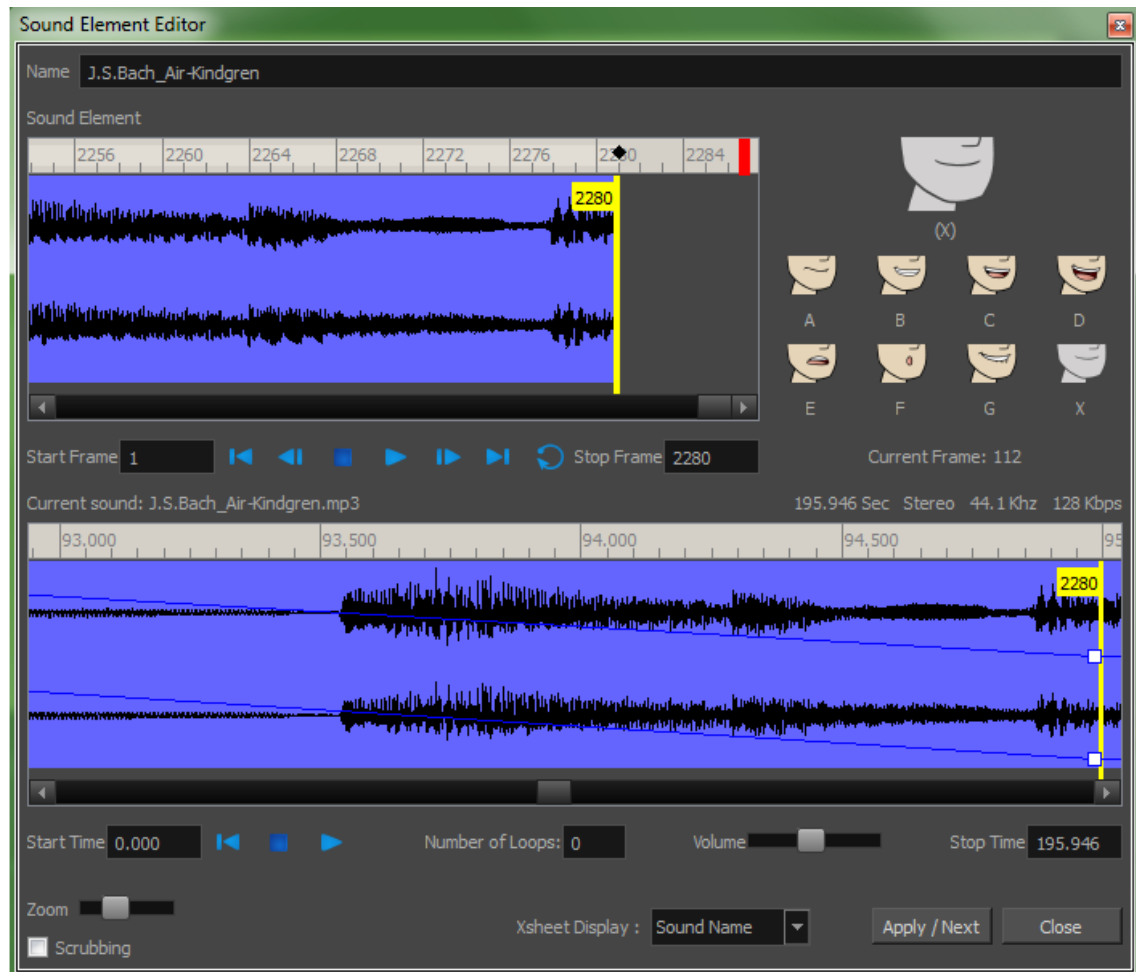 Sound Element Editor
Name J.S.Bach_Air-Kindgren
Sound Element
2256 2260 2264 2268 2272 2276 2280 2284
2280
(X)
A B C D
E F G X
Start Frame 1 Stop Frame 2280 Current Frame: 112
Current sound: J.S.Bach_Air-Kindgren.mp3 195.946 Sec Stereo 44.1 Khz 128 Kbps
93.000 93.500 94.000 94.500 95
2280
Start Time 0.000 Number of Loops: 0 Volume Stop Time 195.946
Zoom
Xsheet Display : Sound Name Apply / Next Close
Scrubbing